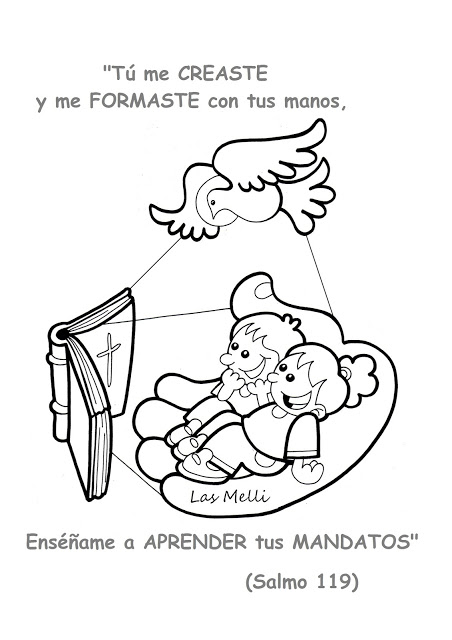 "Tú me CREASTE
y me FORMASTE con tus manos,
Las Melli
Enséñame a APRENDER tus MANDATOS"
(Salmo 119)